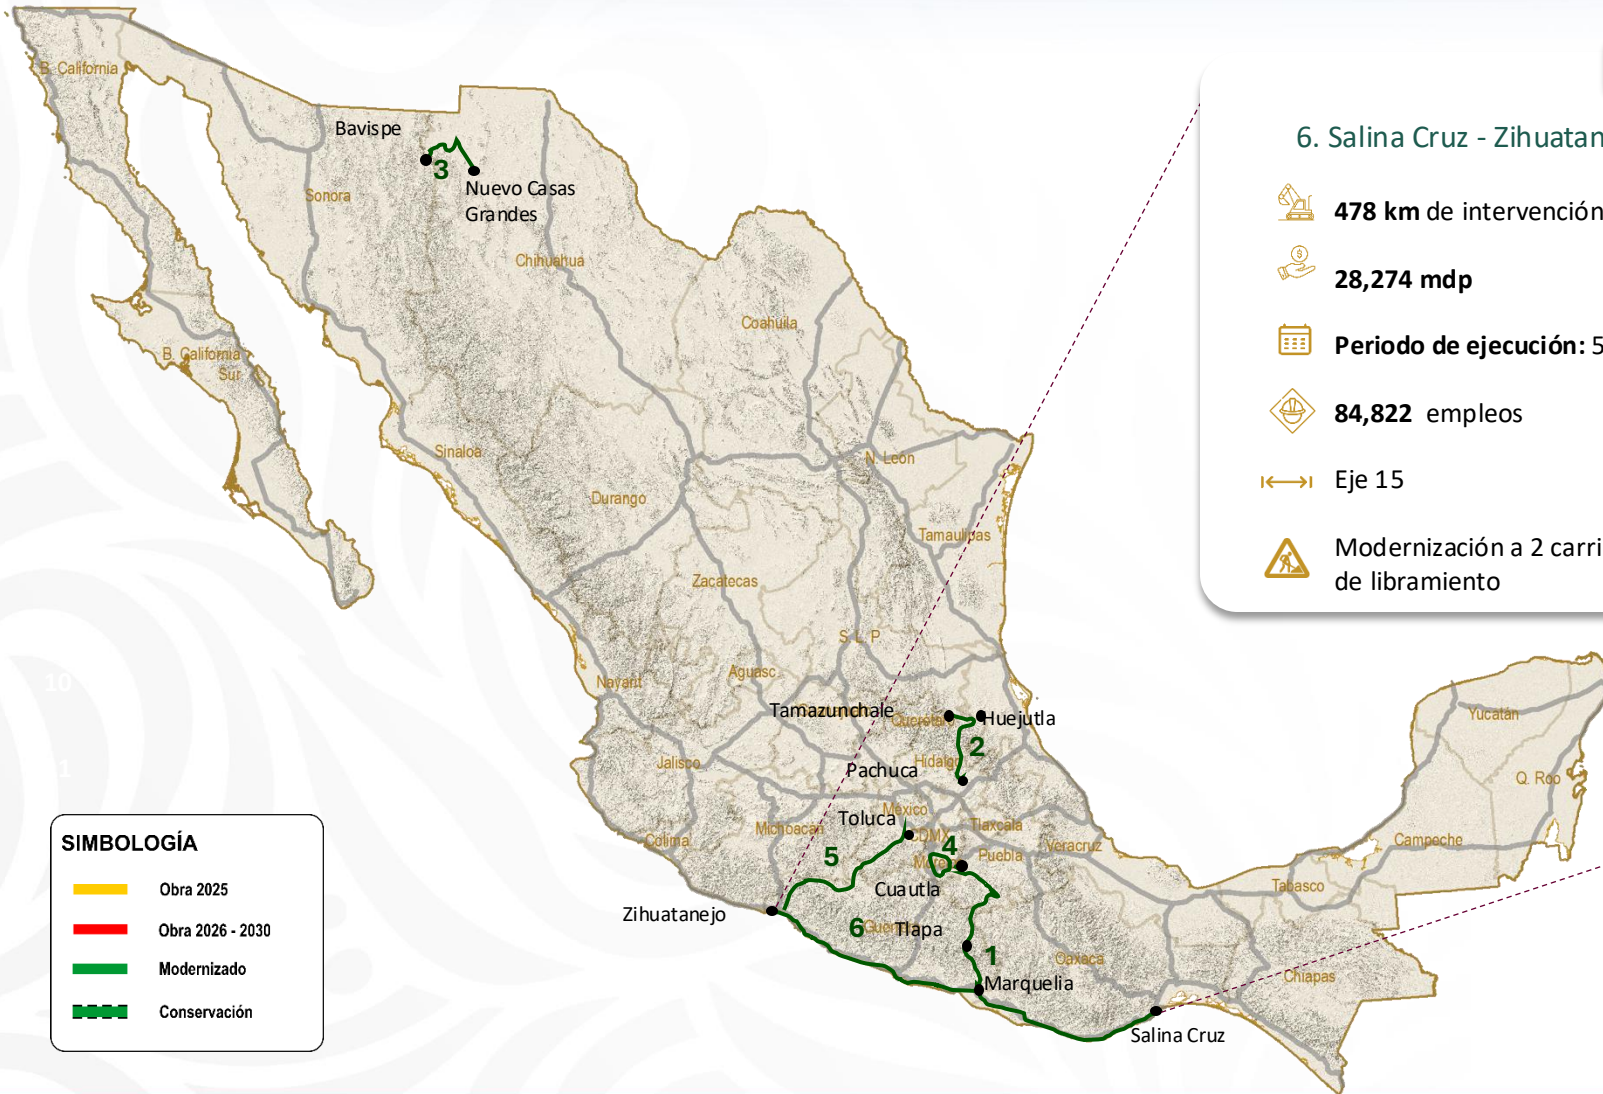 B. California
Bavispe
3
Nuevo Casas
Grandes
Sonora
Chihuahua
Coahuila
B. California
Sur
Sinaloa
N. León
Durango
Tamaulipas
Zacatecas
S. L. P
Aguasc
Nayarit
Tamazunchale
Huejutla
2
Hidalgo
Pachuca
Jalisco
México
Toluca
CDMX
Tlaxcala
Michoacán
Colima
4
5
Puebla
Veracruz
Cuautla
Zihuatanejo
6
Tlapa
1
Oaxaca
Marquelia
Salina Cruz
Chiapas
Tabasco
Campeche
Yucatán
Q. Roo
6. Salina Cruz - Zihuatan
478 km de intervención
28,274 mdp
Periodo de ejecución: 5
84,822 empleos
Eje 15
Modernización a 2 carri
de libramiento
10
1
SIMBOLOGÍA
Obra 2025
Obra 2026 - 2030
Modernizado
Conservación